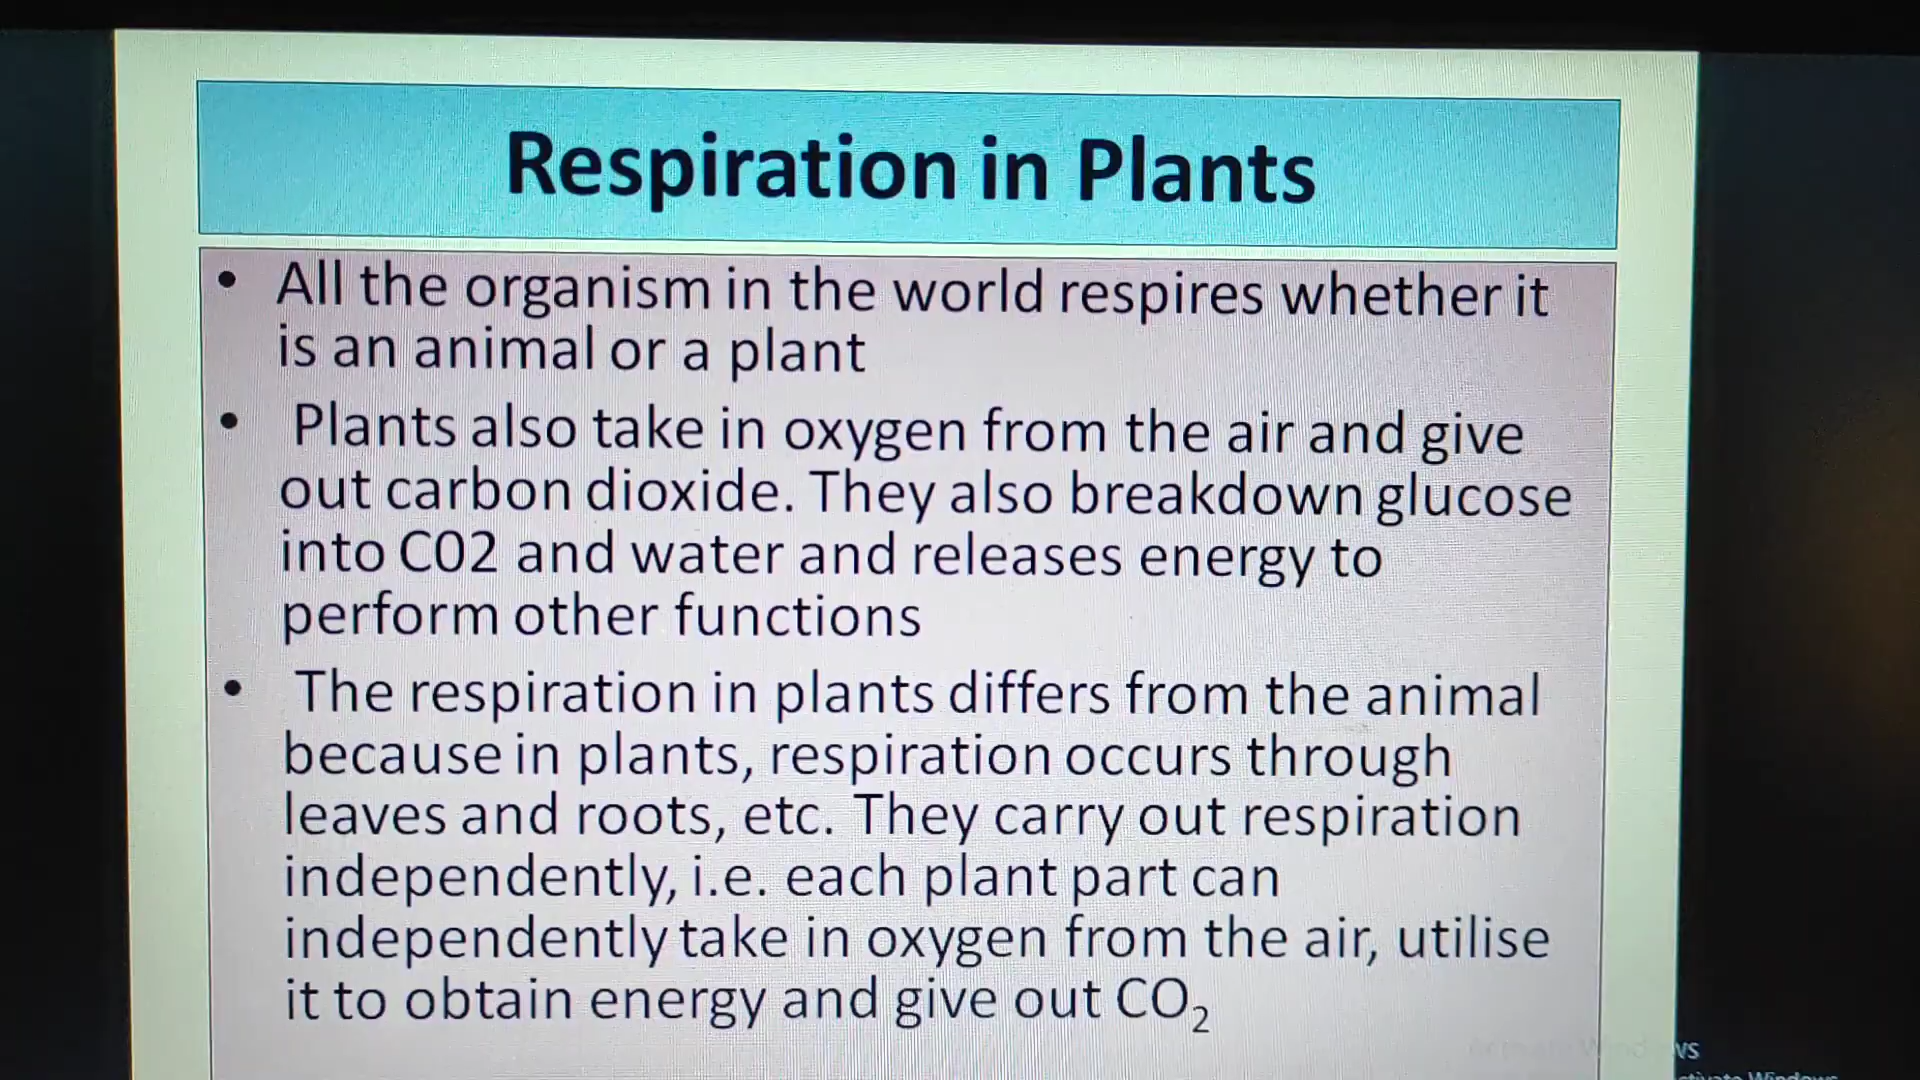 Respiration in Plants
• All the organism in the world respires whether it
is an animal or a plant
• Plants also take in oxygen from the air and give
out carbon dioxide. They also breakdown glucose
into C02 and water and releases energy to
perform other functions
• The respiration in plants differs from the animal
because in plants, respiration occurs through
leaves and roots, etc. They carry out respiration
independently, i.e. each plant part can
independently take in oxygen from the air, utilise
it to obtain energy and give out CO₂
Activate Windows